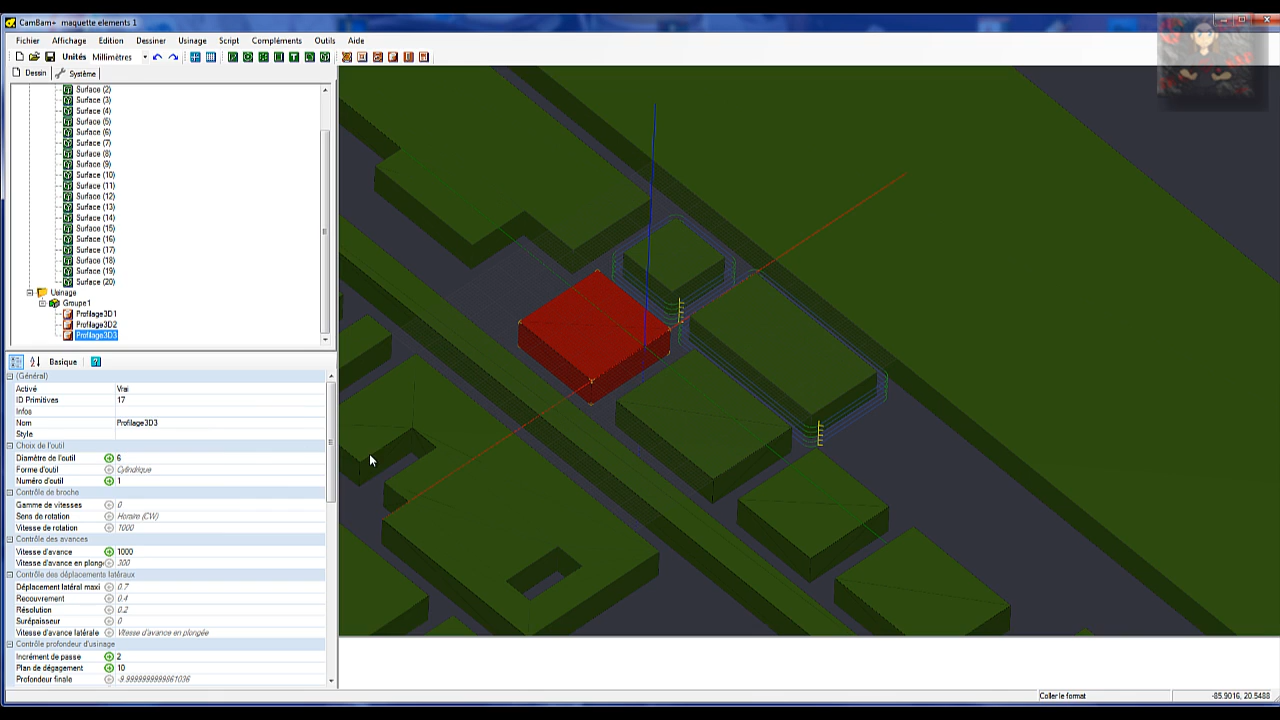 CamBam+ maquette elements 1
Fichier Affichage Edition Dessiner Usinage Script Compléments Outils Aide
Unités Millimètres
Dessin Système
Surface (2)
Surface (3)
Surface (4)
Surface (5)
Surface (6)
Surface (7)
Surface (8)
Surface (9)
Surface (10)
Surface (11)
Surface (12)
Surface (13)
Surface (14)
Surface (15)
Surface (16)
Surface (17)
Surface (18)
Surface (19)
Surface (20)
Usinage
Groupe1
Profilage3D1
Profilage3D2
Profilage3D3
Basique
(Général)
Activé Vrai
ID Primitives 17
Infos
Nom Profilage3D3
Style
Choix de l'outil
Diamètre de l'outil 6
Forme d'outil Cylindrique
Numéro d'outil 1
Contrôle de broche
Gamme de vitesses 0
Sens de rotation Horaire (CW)
Vitesse de rotation 1000
Contrôle des avances
Vitesse d'avance 1000
Vitesse d'avance en plong 300
Contrôle des déplacements latéraux
Déplacement latéral maxi 0.7
Recouvrement 0.4
Résolution 0.2
Surépaisseur 0
Vitesse d'avance latérale Vitesse d'avance en plongée
Contrôle profondeur d'usinage
Incrément de passe 2
Plan de dégagement 10
Profondeur finale -9.9999999999861036
Coller le format -85.9016, 20.5488